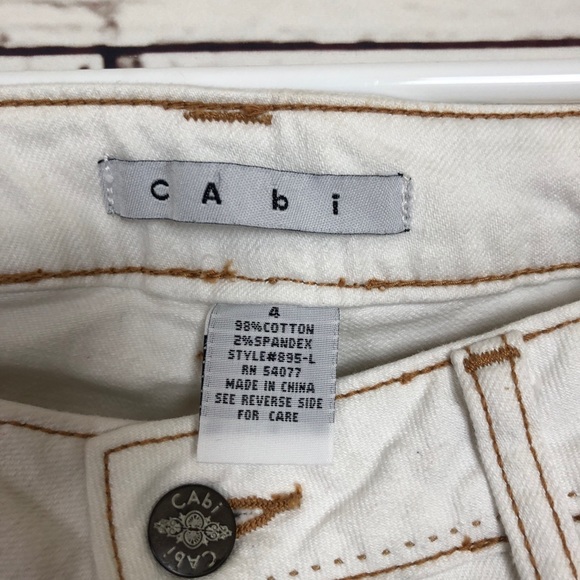 CAbi
4
98%COTTON
2%SPANDEX
STYLE#895-L
RN 54077
MADE IN CHINA
SEE REVERSE SIDE
FOR CARE
CAbi
CAbi